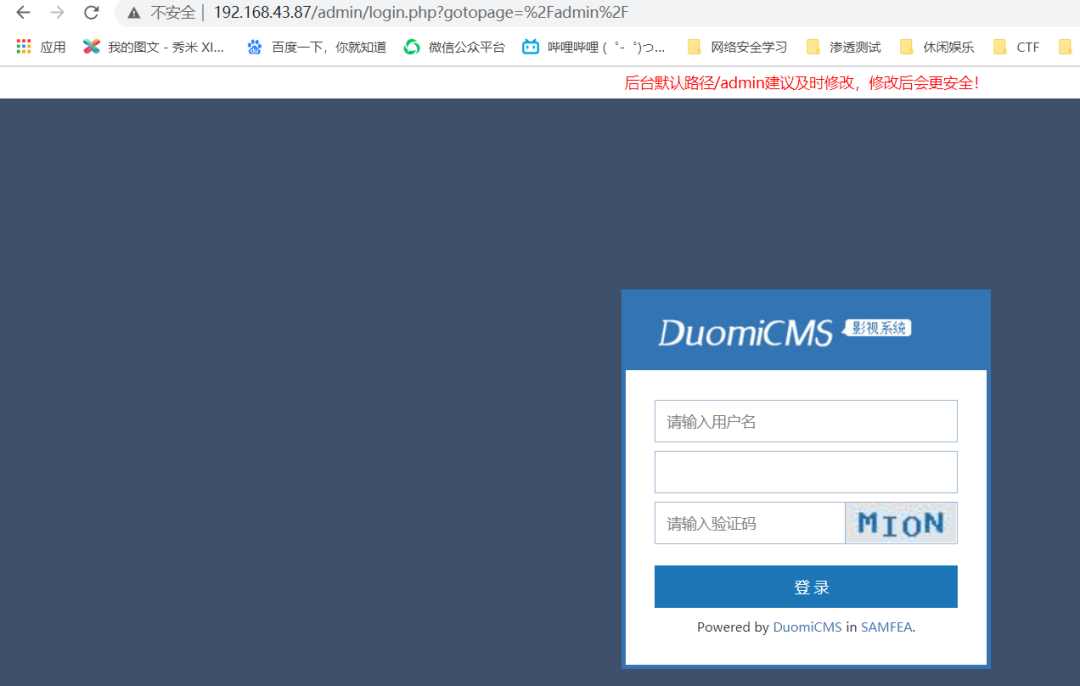 不安全 | 192.168.43.87/admin/login.php?gotopage=%2Fadmin%2F
应用 我的图文 - 秀米 XI... 百度一下，你就知道 微信公众平台 哔哩哔哩 (゜-゜)つ... 网络安全学习 渗透测试 休闲娱乐 CTF
后台默认路径/admin建议及时修改，修改后会更安全！
DuomiCMS 影视系统
请输入用户名
请输入验证码 MION
登 录
Powered by DuomiCMS in SAMFEA.